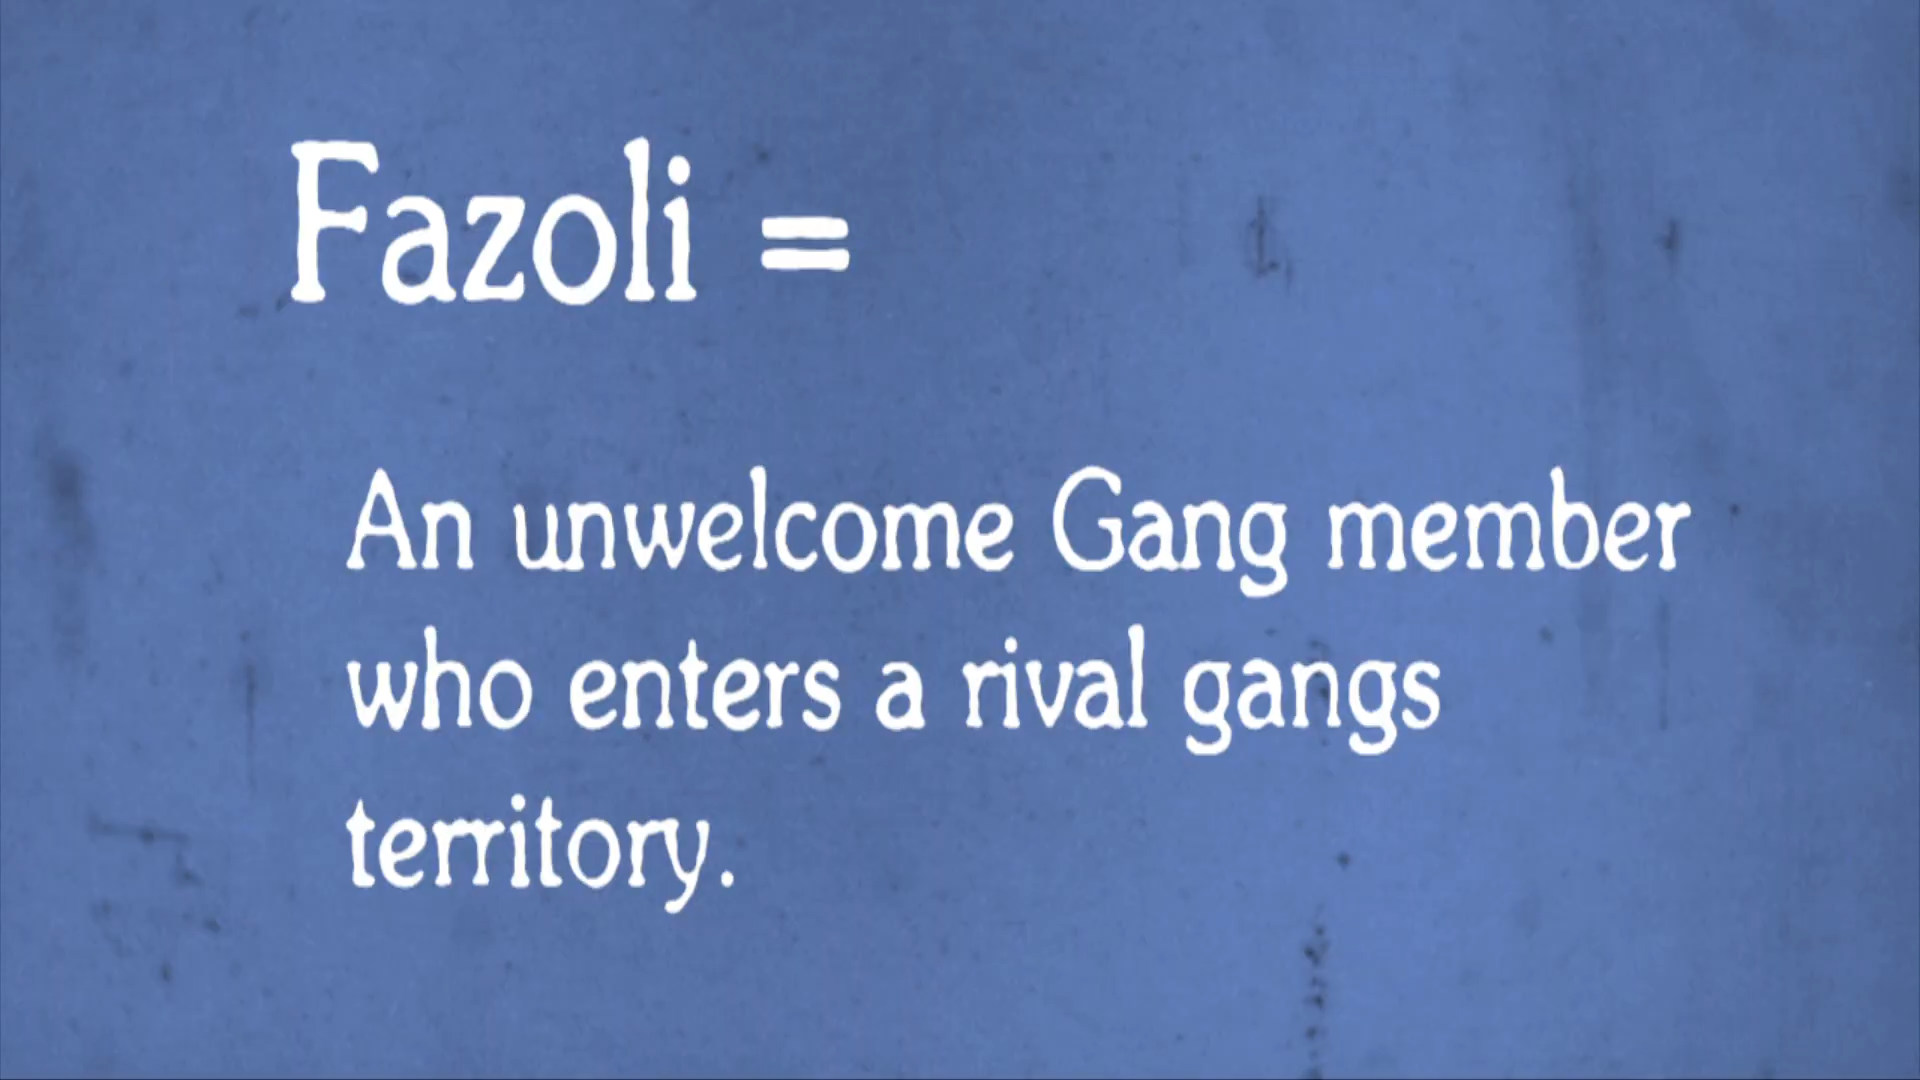 Fazoli =
An unwelcome Gang member
who enters a rival gangs
territory.